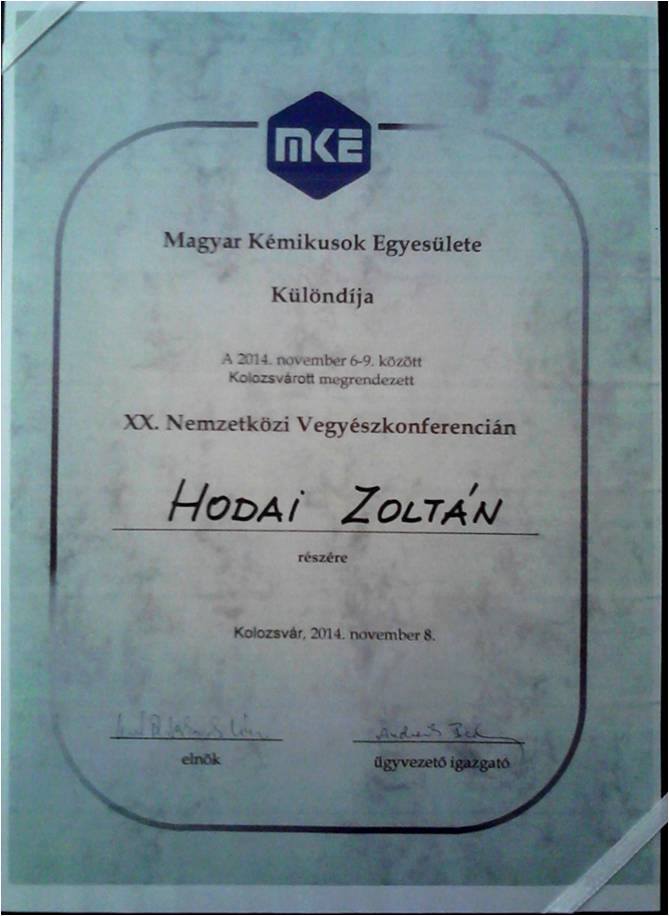 MKE
Magyar Kémikusok Egyesülete
Különdíja
A 2014. november 6-9. között
Kolozsvárott megrendezett
XX. Nemzetközi Vegyészkonferencián
HODAI ZOLTÁN
részére
Kolozsvár, 2014. november 8.
elnök ügyvezető igazgató